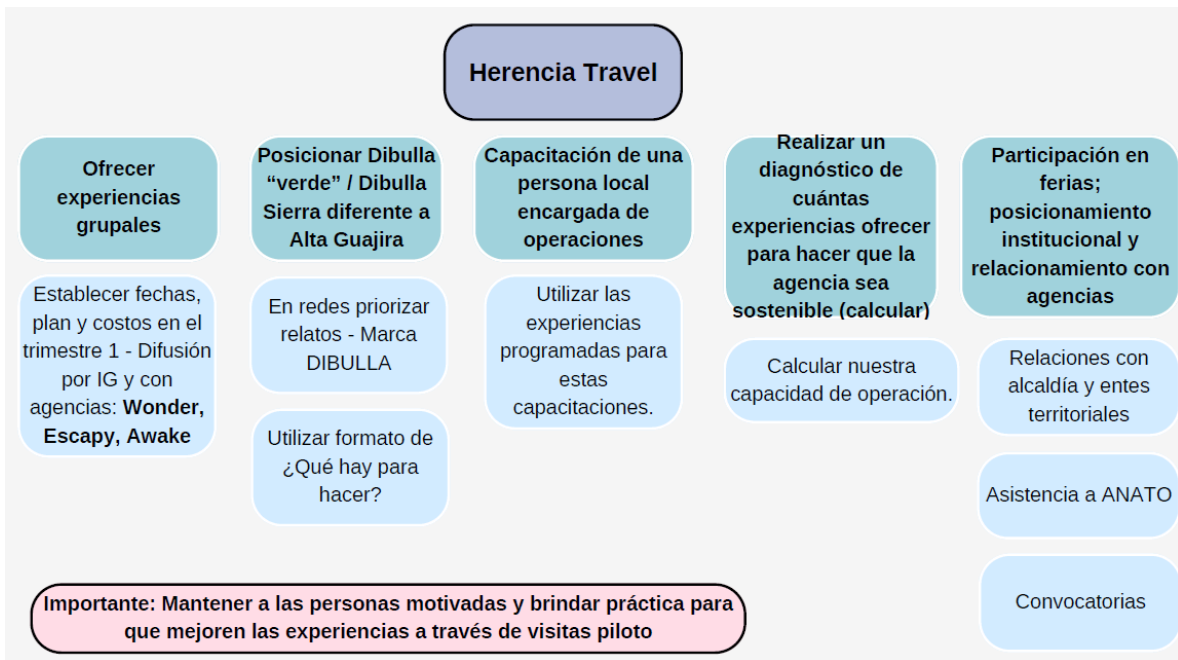 Herencia Travel
Ofrecer
experiencias
grupales
Establecer fechas,
plan y costos en el
trimestre 1 - Difusión
por IG y con
agencias: Wonder,
Escapy, Awake
Posicionar Dibulla
“verde” / Dibulla
Sierra diferente a
Alta Guajira
En redes priorizar
relatos - Marca
DIBULLA
Utilizar formato de
¿Qué hay para
hacer?
Capacitación de una
persona local
encargada de
operaciones
Utilizar las
experiencias
programadas para
estas
capacitaciones.
Realizar un
diagnóstico de
cuántas
experiencias ofrecer
para hacer que la
agencia sea
sostenible (calcular)
Calcular nuestra
capacidad de operación.
Participación en
ferias;
posicionamiento
institucional y
relacionamiento con
agencias
Relaciones con
alcaldía y entes
territoriales
Asistencia a ANATO
Convocatorias
Importante: Mantener a las personas motivadas y brindar práctica para
que mejoren las experiencias a través de visitas piloto